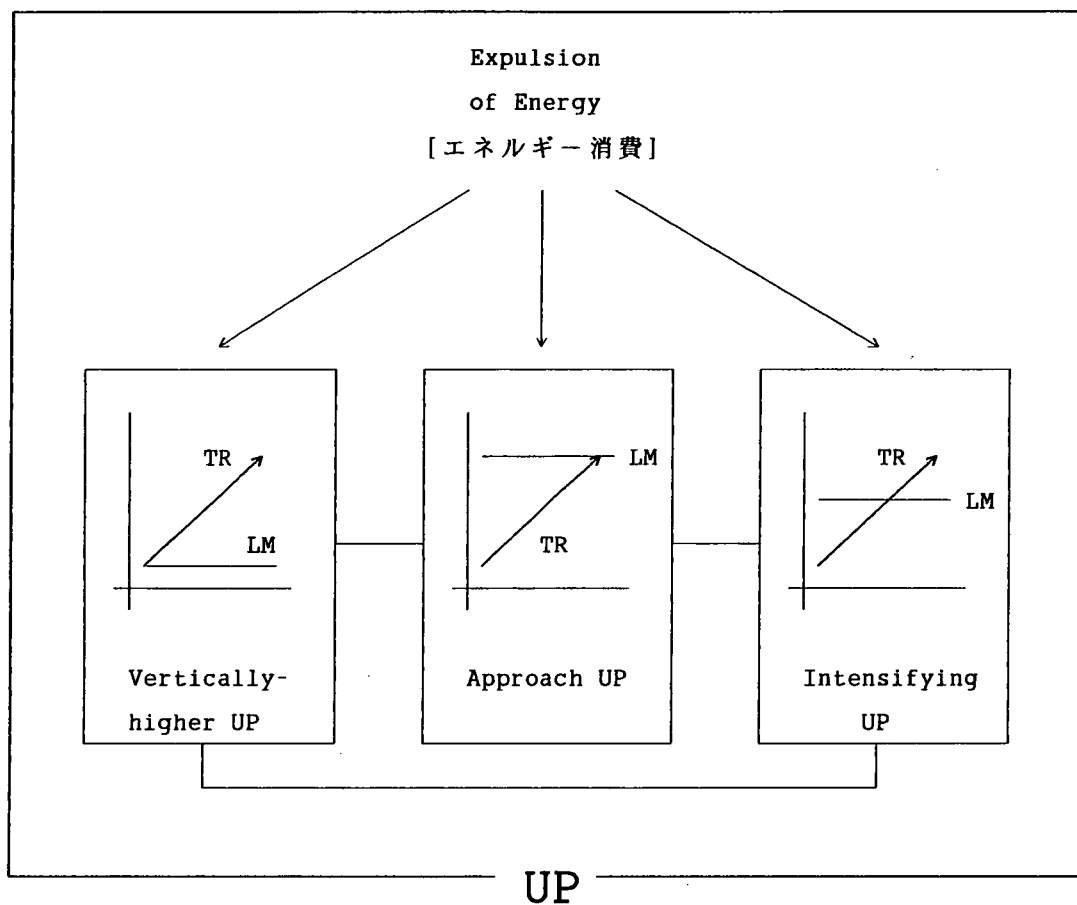 Expulsion
of Energy
[エネルギー消費]
TR
LM
Vertically-
higher UP
LM
TR
Approach UP
TR
LM
Intensifying
UP
UP